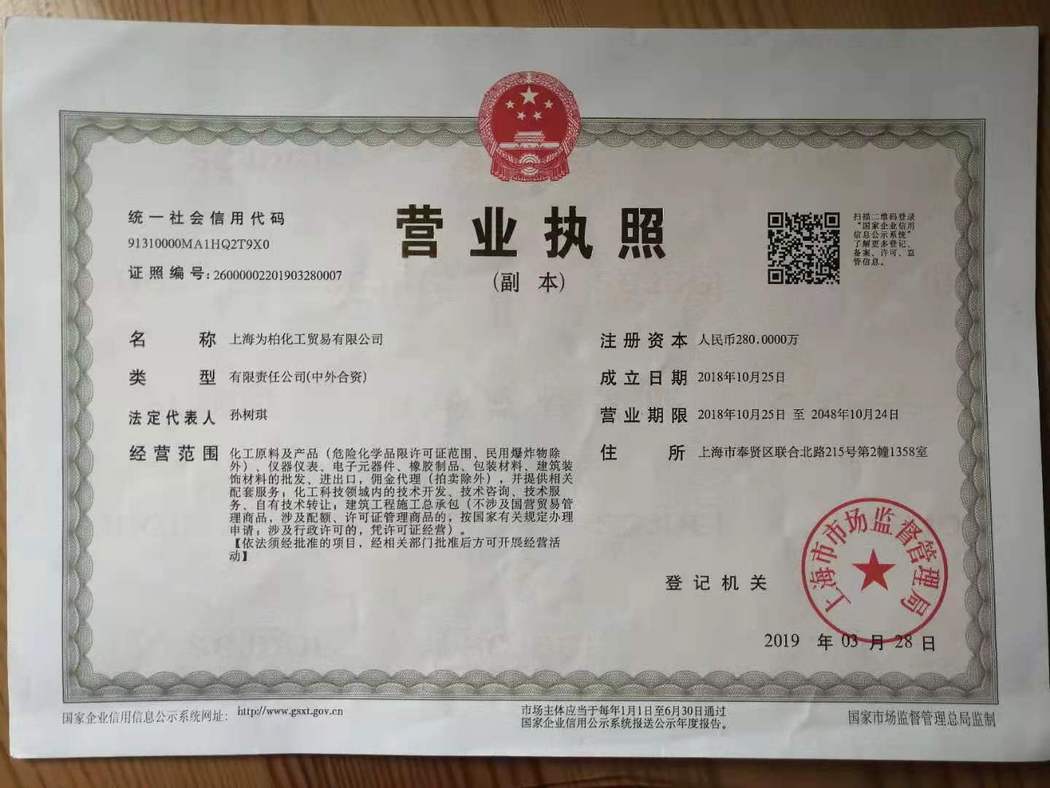 统一社会信用代码
91310000MA1HQ2T9X0
证照编号:26000002201903280007
营业执照
(副 本)
扫描二维码登录
“国家企业信用
信息公示系统”
了解更多登记、
备案、许可、监
管信息。
名 称 上海为柏化工贸易有限公司
类 型 有限责任公司(中外合资)
法定代表人 孙树琪
经营范围 化工原料及产品（危险化学品限许可证范围、民用爆炸物除
外）、仪器仪表、电子元器件、橡胶制品、包装材料、建筑装
饰材料的批发、进出口，佣金代理（拍卖除外），并提供相关
配套服务；化工科技领域内的技术开发、技术咨询、技术服
务、自有技术转让；建筑工程施工总承包（不涉及国营贸易管
理商品，涉及配额、许可证管理商品的，按国家有关规定办理
申请；涉及行政许可的，凭许可证经营）。
【依法须经批准的项目，经相关部门批准后方可开展经营活
动】
注册资本 人民币280.0000万
成立日期 2018年10月25日
营业期限 2018年10月25日 至 2048年10月24日
住 所 上海市奉贤区联合北路215号第2幢1358室
登记机关
上海市市场监督管理局
2019 年 03 月 28 日
国家企业信用信息公示系统网址: http://www.gsxt.gov.cn
市场主体应当于每年1月1日至6月30日通过
国家企业信用公示系统报送公示年度报告。
国家市场监督管理总局监制